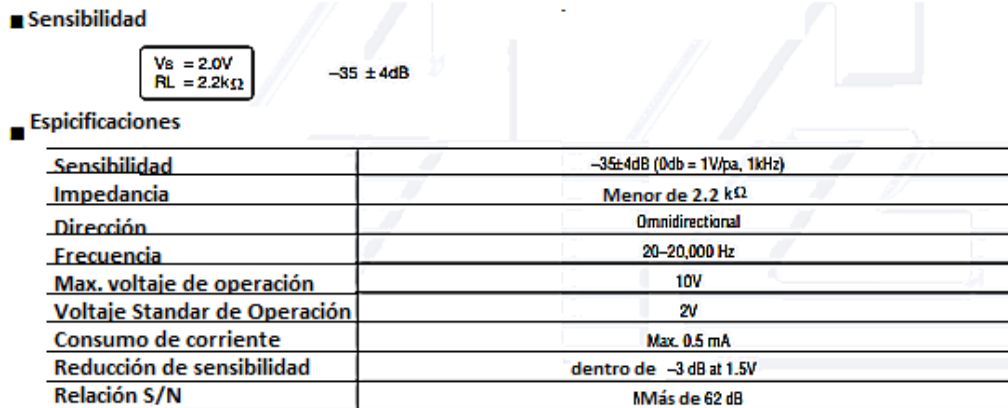 ■ Sensibilidad
Vs = 2.0V
RL = 2.2kΩ
–35 ±4dB
■ Espicificaciones
Sensibilidad –35±4dB (0db = 1V/pa, 1kHz)
Impedancia Menor de 2.2 kΩ
Dirección Omnidirectional
Frecuencia 20–20,000 Hz
Max. voltaje de operación 10V
Voltaje Standar de Operación 2V
Consumo de corriente Max. 0.5 mA
Reducción de sensibilidad dentro de –3 dB at 1.5V
Relación S/N MMás de 62 dB